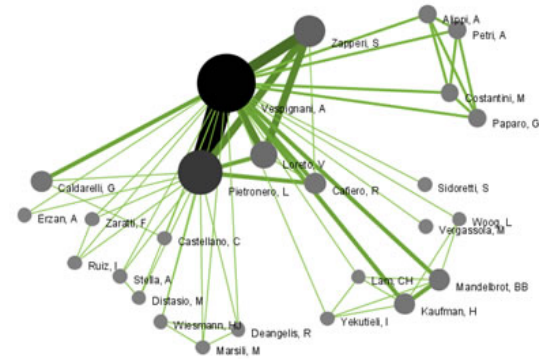 Alippi, A
Petri, A
Zapperi, S
Costantini, M
Vespignani, A
Paparo, G
Loreto, V
Caldarelli, G
Pietronero, L
Cafiero, R
Sidoretti, S
Erzan, A
Zaratti, F
Woog, L
Vergassola, M
Castellano, C
Ruiz, I
Stella, A
Lam, CH
Mandelbrot, BB
Distasio, M
Kaufman, H
Wiesmann, HJ
Yekutieli, I
Deangelis, R
Marsili, M